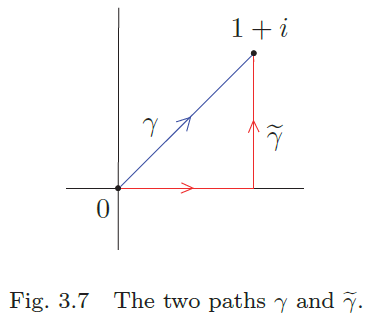 1 + i
γ
γ̃
0
Fig. 3.7 The two paths γ and γ̃.